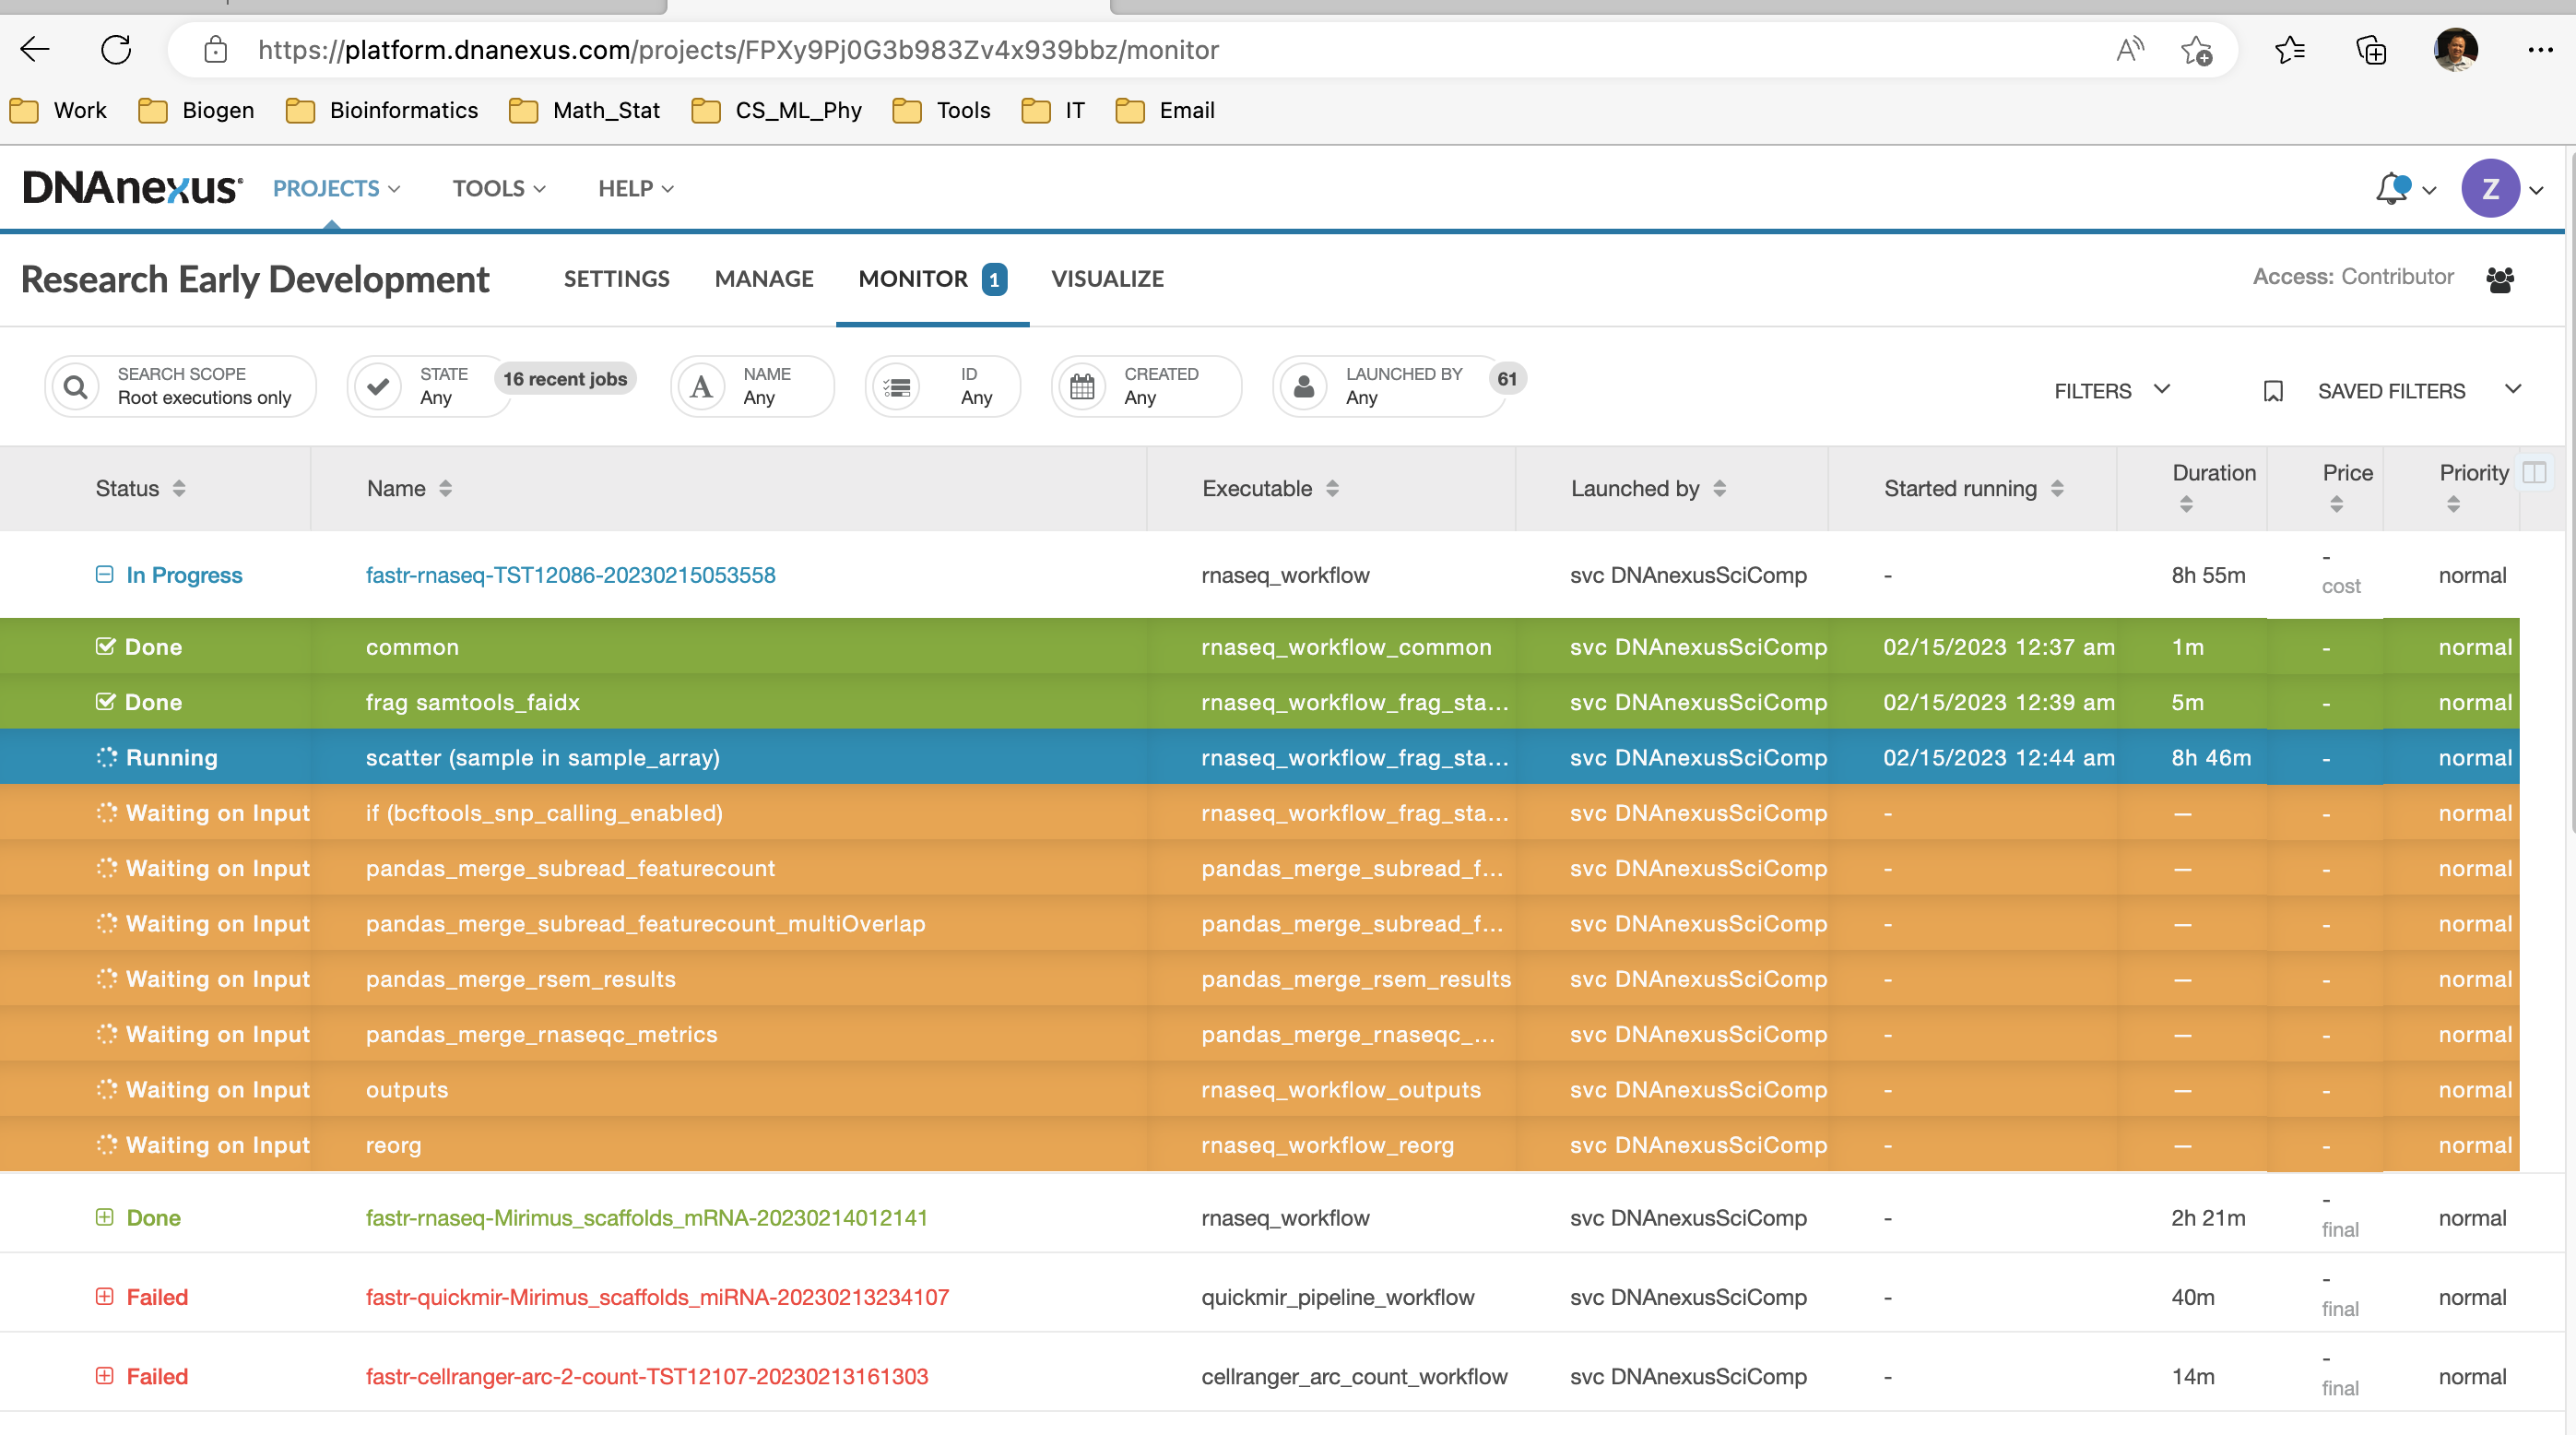 https://platform.dnanexus.com/projects/FPXy9Pj0G3b983Zv4x939bbz/monitor
Work Biogen Bioinformatics Math_Stat CS_ML_Phy Tools IT Email
DNAnexus PROJECTS TOOLS HELP Z
Research Early Development SETTINGS MANAGE MONITOR 1 VISUALIZE Access: Contributor
SEARCH SCOPE STATE 16 recent jobs NAME ID CREATED LAUNCHED BY 61
Root executions only Any Any Any Any Any FILTERS SAVED FILTERS
Status Name Executable Launched by Started running Duration Price Priority
In Progress fastr-rnaseq-TST12086-20230215053558 rnaseq_workflow svc DNAnexusSciComp - 8h 55m - cost normal
Done common rnaseq_workflow_common svc DNAnexusSciComp 02/15/2023 12:37 am 1m - normal
Done frag samtools_faidx rnaseq_workflow_frag_sta... svc DNAnexusSciComp 02/15/2023 12:39 am 5m - normal
Running scatter (sample in sample_array) rnaseq_workflow_frag_sta... svc DNAnexusSciComp 02/15/2023 12:44 am 8h 46m - normal
Waiting on Input if (bcftools_snp_calling_enabled) rnaseq_workflow_frag_sta... svc DNAnexusSciComp - — - normal
Waiting on Input pandas_merge_subread_featurecount pandas_merge_subread_f... svc DNAnexusSciComp - — - normal
Waiting on Input pandas_merge_subread_featurecount_multiOverlap pandas_merge_subread_f... svc DNAnexusSciComp - — - normal
Waiting on Input pandas_merge_rsem_results pandas_merge_rsem_results svc DNAnexusSciComp - — - normal
Waiting on Input pandas_merge_rnaseqc_metrics pandas_merge_rnaseqc_... svc DNAnexusSciComp - — - normal
Waiting on Input outputs rnaseq_workflow_outputs svc DNAnexusSciComp - — - normal
Waiting on Input reorg rnaseq_workflow_reorg svc DNAnexusSciComp - — - normal
Done fastr-rnaseq-Mirimus_scaffolds_mRNA-20230214012141 rnaseq_workflow svc DNAnexusSciComp - 2h 21m - final normal
Failed fastr-quickmir-Mirimus_scaffolds_miRNA-20230213234107 quickmir_pipeline_workflow svc DNAnexusSciComp - 40m - final normal
Failed fastr-cellranger-arc-2-count-TST12107-20230213161303 cellranger_arc_count_workflow svc DNAnexusSciComp - 14m - final normal